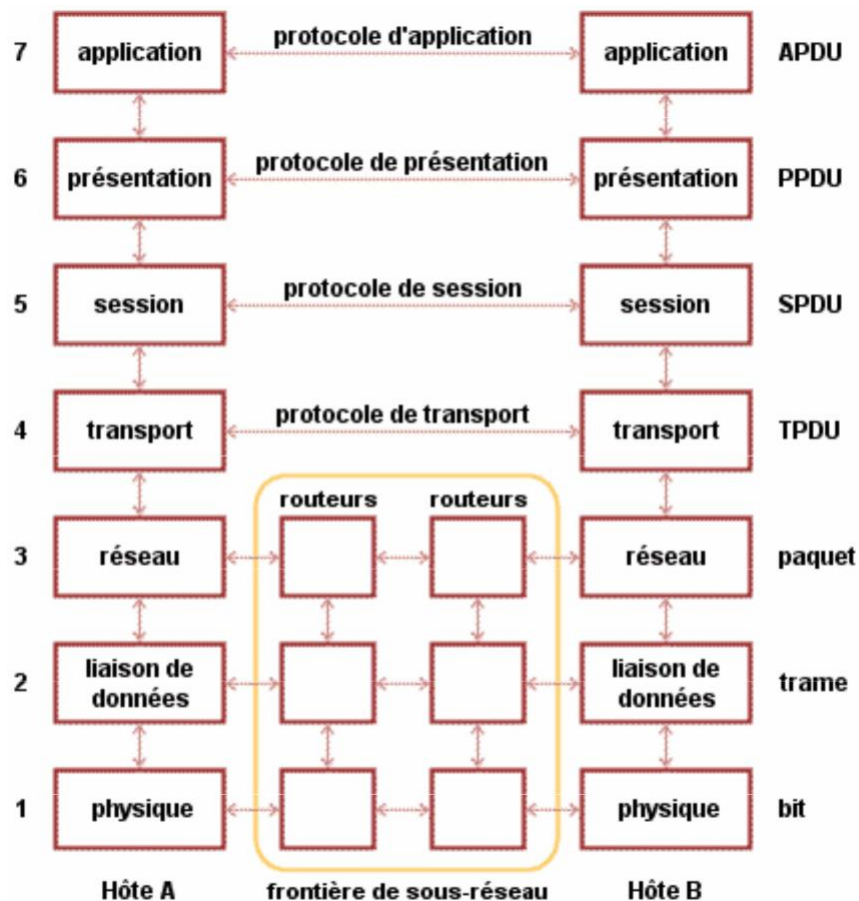 7 application protocole d'application application APDU
6 présentation protocole de présentation présentation PPDU
5 session protocole de session session SPDU
4 transport protocole de transport transport TPDU
routeurs routeurs
3 réseau réseau paquet
2 liaison de données liaison de données trame
1 physique physique bit
Hôte A frontière de sous-réseau Hôte B